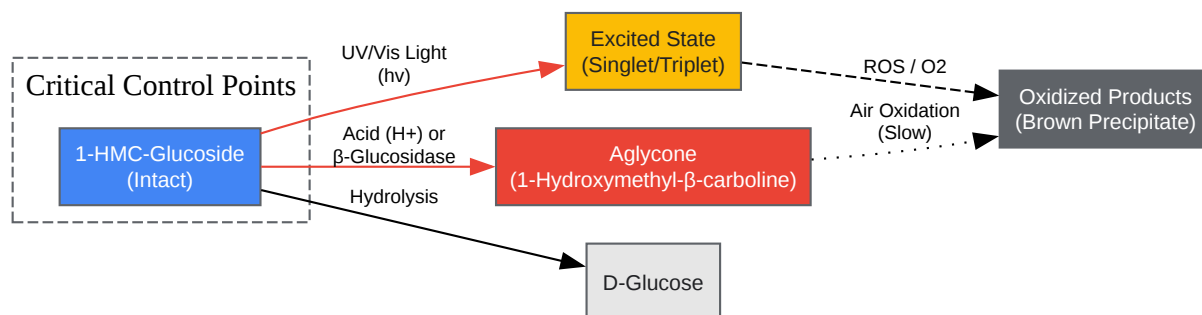 Critical Control Points
1-HMC-Glucoside
(Intact)
UV/Vis Light
(hv)
Acid (H+) or
β-Glucosidase
Hydrolysis
Excited State
(Singlet/Triplet)
Aglycone
(1-Hydroxymethyl-β-carboline)
D-Glucose
ROS / O2
Air Oxidation
(Slow)
Oxidized Products
(Brown Precipitate)